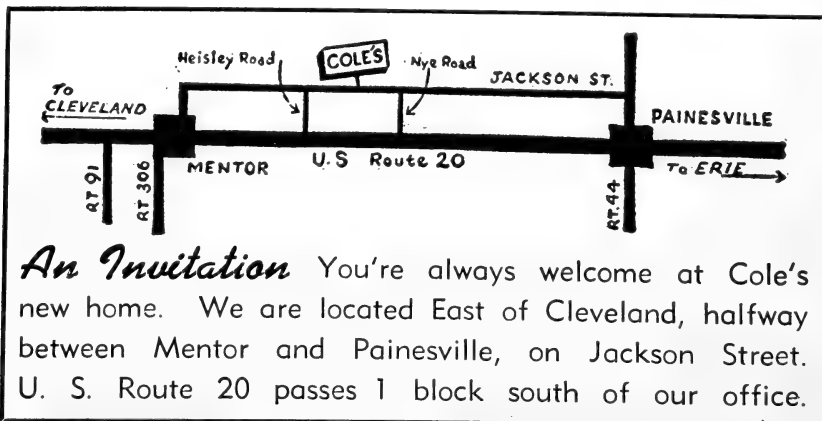 Heisley Road
COLE'S
Nye Road
JACKSON ST.
TO
CLEVELAND
PAINESVILLE
MENTOR
U.S Route 20
To ERIE
RT 91
RT 306
RT. 44
An Invitation You're always welcome at Cole's
new home. We are located East of Cleveland, halfway
between Mentor and Painesville, on Jackson Street.
U. S. Route 20 passes 1 block south of our office.